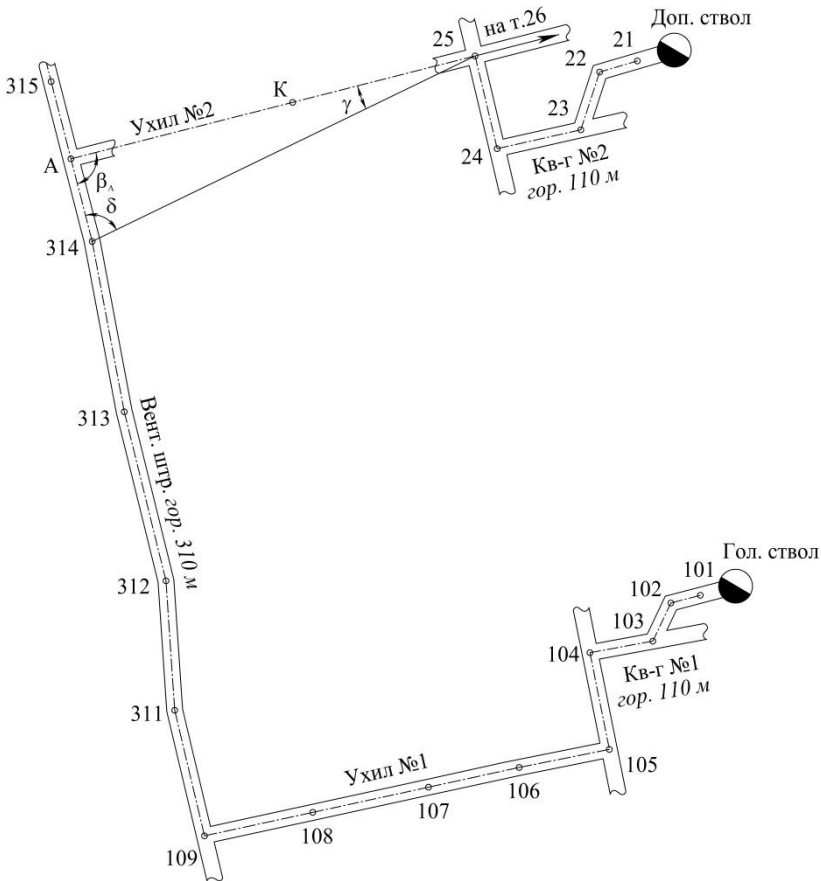 Доп. ствол
на т.26
25
21
22
315
К
γ
Ухил №2
23
А
24
Кв-г №2
гор. 110 м
βA
δ
314
313
Вент. штр. гор. 310 м
312
Гол. ствол
101
102
103
104
Кв-г №1
гор. 110 м
311
105
Ухил №1
106
107
108
109